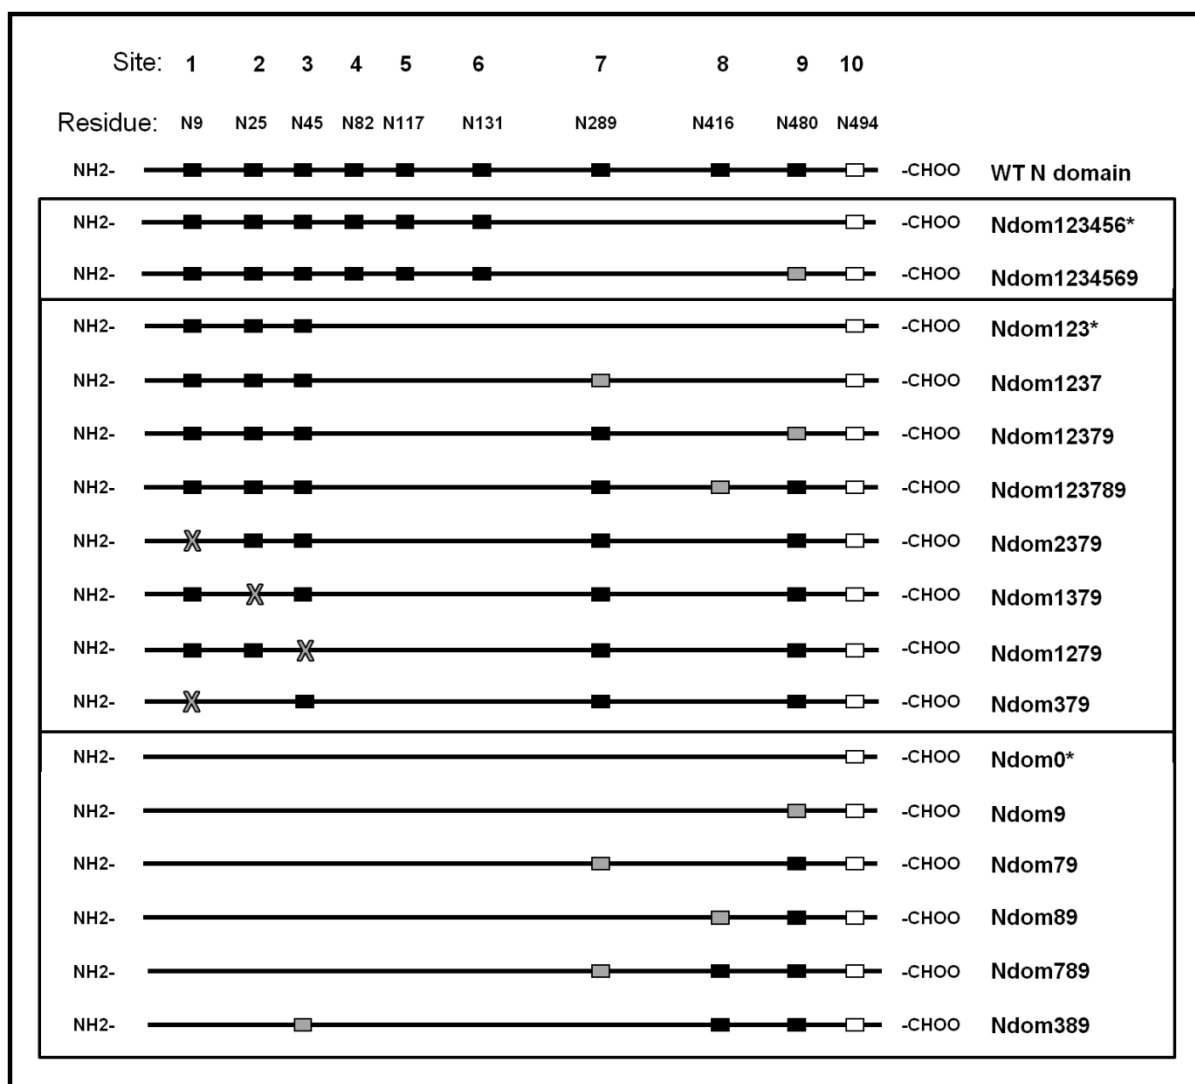 Site: 1 2 3 4 5 6 7 8 9 10
Residue: N9 N25 N45 N82 N117 N131 N289 N416 N480 N494
NH2- -CHOO WT N domain
NH2- -CHOO Ndom123456*
NH2- -CHOO Ndom1234569
NH2- -CHOO Ndom123*
NH2- -CHOO Ndom1237
NH2- -CHOO Ndom12379
NH2- -CHOO Ndom123789
NH2- X -CHOO Ndom2379
NH2- X -CHOO Ndom1379
NH2- X -CHOO Ndom1279
NH2- X -CHOO Ndom379
NH2- -CHOO Ndom0*
NH2- -CHOO Ndom9
NH2- -CHOO Ndom79
NH2- -CHOO Ndom89
NH2- -CHOO Ndom789
NH2- -CHOO Ndom389